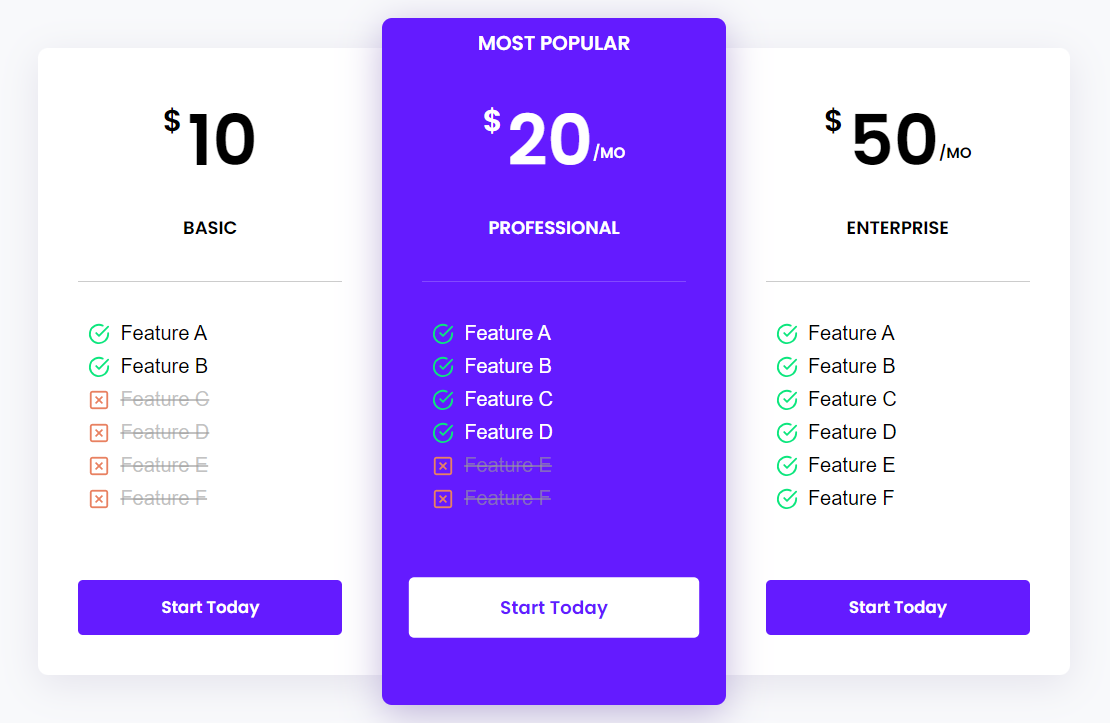 $10
BASIC
Feature A
Feature B
Feature C
Feature D
Feature E
Feature F
Start Today
MOST POPULAR
$20/MO
PROFESSIONAL
Feature A
Feature B
Feature C
Feature D
Feature E
Feature F
Start Today
$50/MO
ENTERPRISE
Feature A
Feature B
Feature C
Feature D
Feature E
Feature F
Start Today